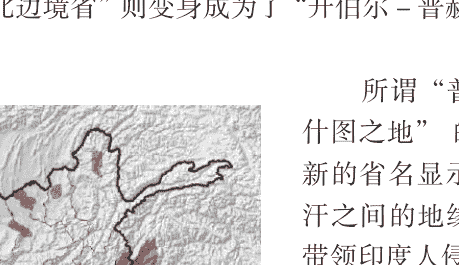 北边境省”则变身成为了“开伯尔－普赫
所谓“普
什图之地”的
新的省名显示
汗之间的地缘
带领印度人侵